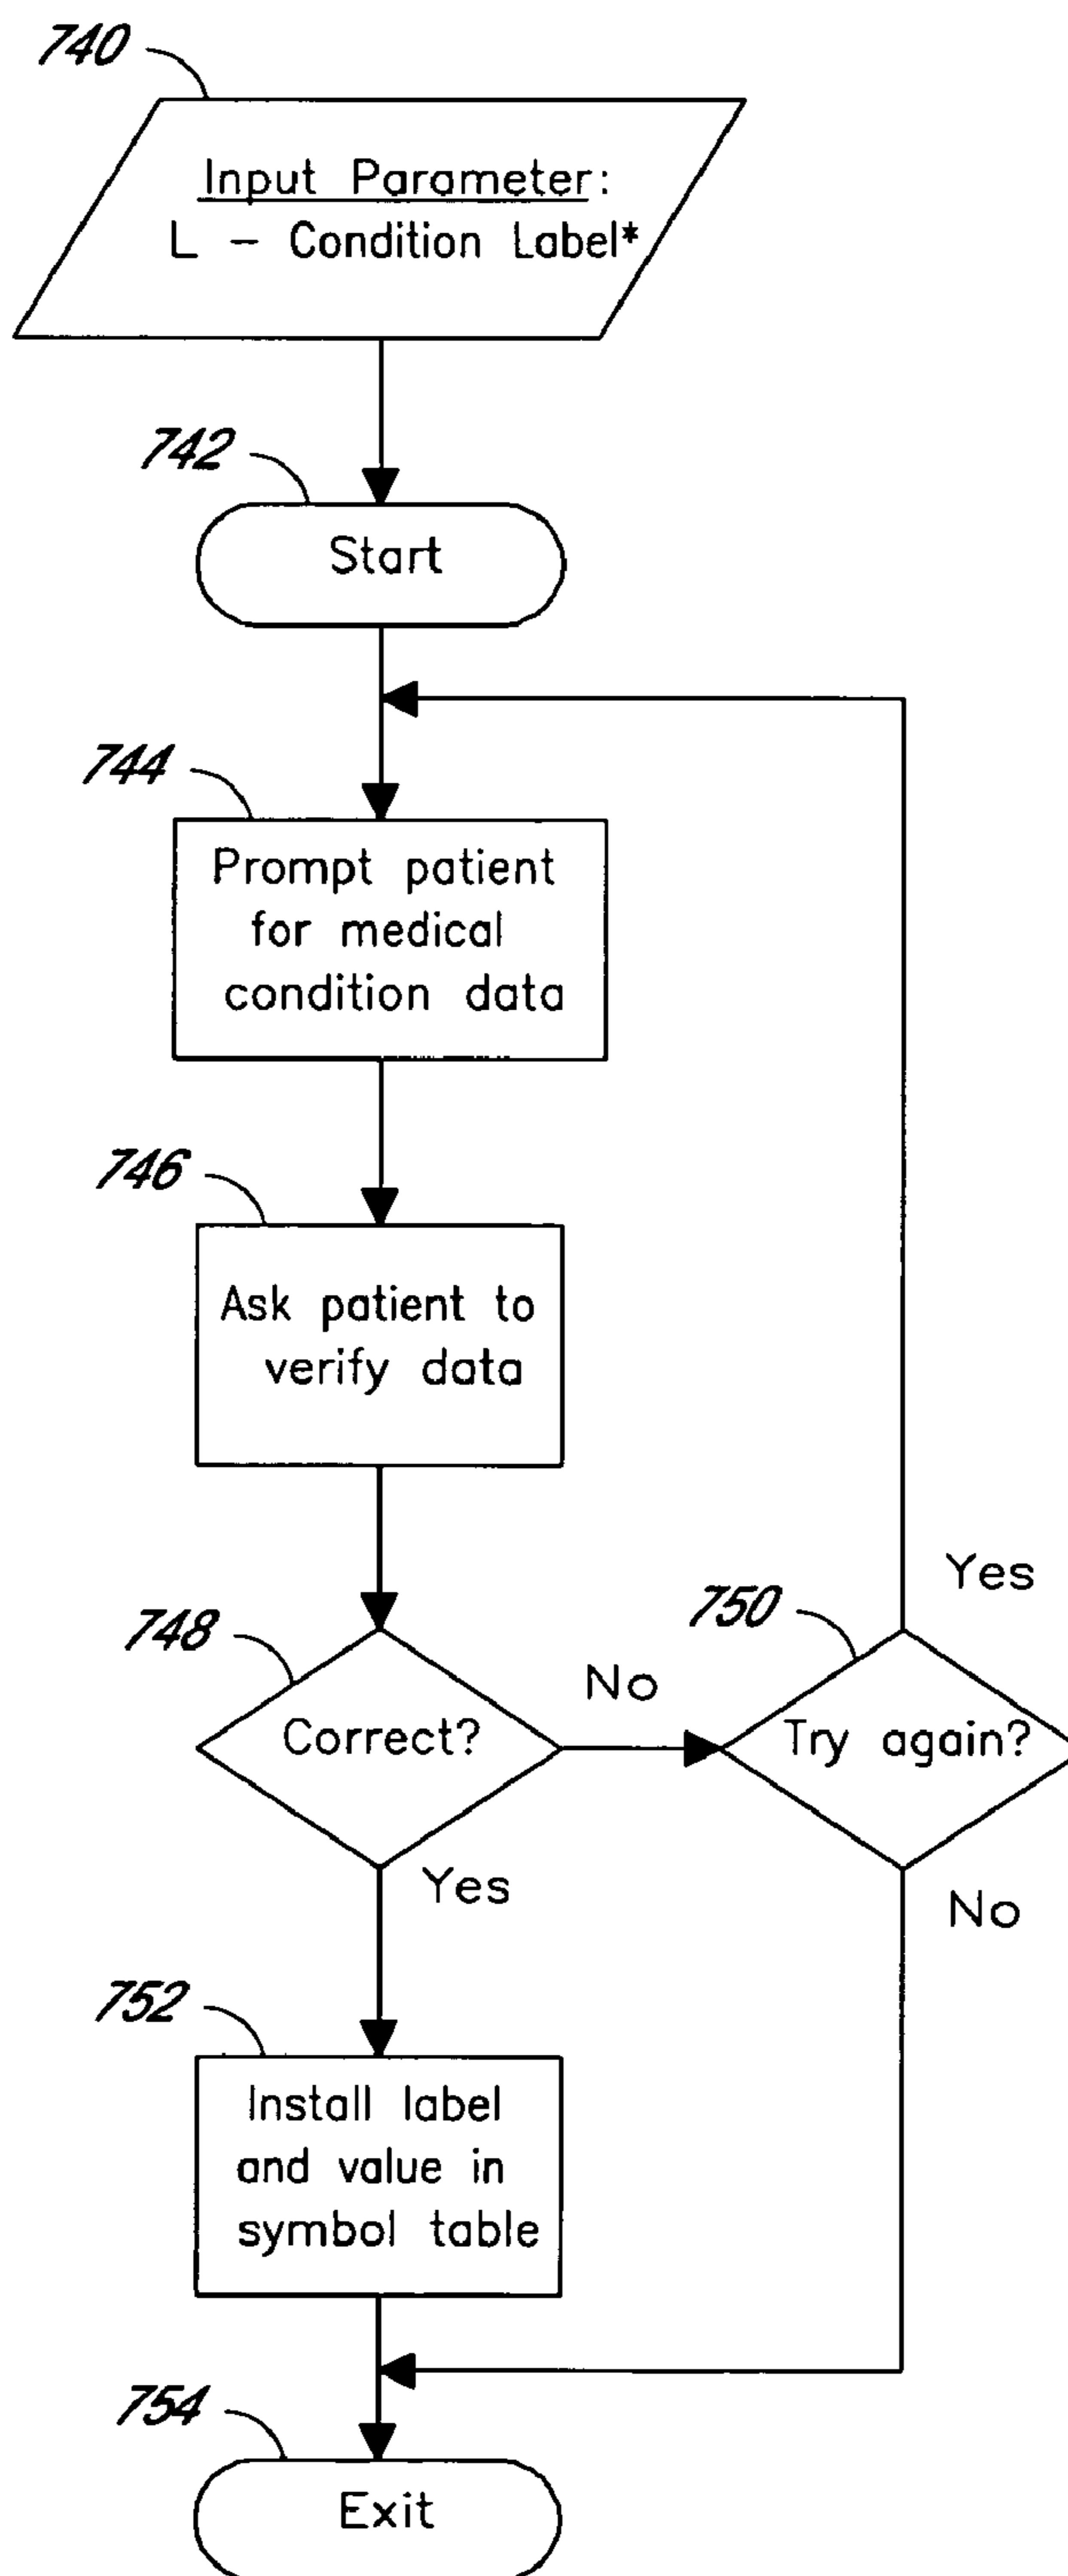 740
Input Parameter:
L - Condition Label*
742
Start
744
Prompt patient
for medical
condition data
746
Ask patient to
verify data
748
Correct?
No
750
Try again?
Yes
Yes
No
752
Install label
and value in
symbol table
754
Exit